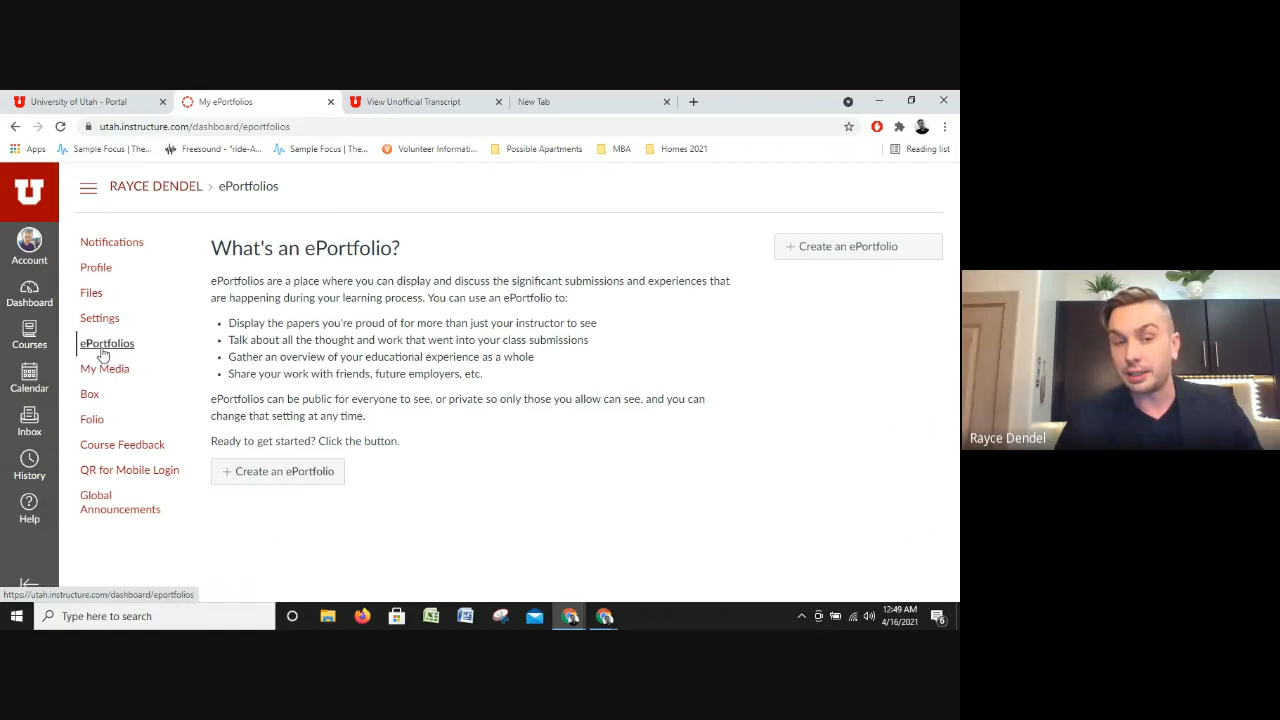 University of Utah - Portal
My ePortfolios
View Unofficial Transcript
New Tab
utah.instructure.com/dashboard/eportfolios
Apps
Sample Focus | The...
Freesound - "ride-A...
Sample Focus | The...
Volunteer Informati...
Possible Apartments
MBA
Homes 2021
Reading list
U
RAYCE DENDEL › ePortfolios
Account
Dashboard
Courses
Calendar
Inbox
History
Help
Notifications
Profile
Files
Settings
ePortfolios
My Media
Box
Folio
Course Feedback
QR for Mobile Login
Global
Announcements
What's an ePortfolio?
+ Create an ePortfolio
ePortfolios are a place where you can display and discuss the significant submissions and experiences that
are happening during your learning process. You can use an ePortfolio to:
• Display the papers you're proud of for more than just your instructor to see
• Talk about all the thought and work that went into your class submissions
• Gather an overview of your educational experience as a whole
• Share your work with friends, future employers, etc.
ePortfolios can be public for everyone to see, or private so only those you allow can see, and you can
change that setting at any time.
Ready to get started? Click the button.
+ Create an ePortfolio
https://utah.instructure.com/dashboard/eportfolios
Type here to search
12:49 AM
4/16/2021
6
Rayce Dendel